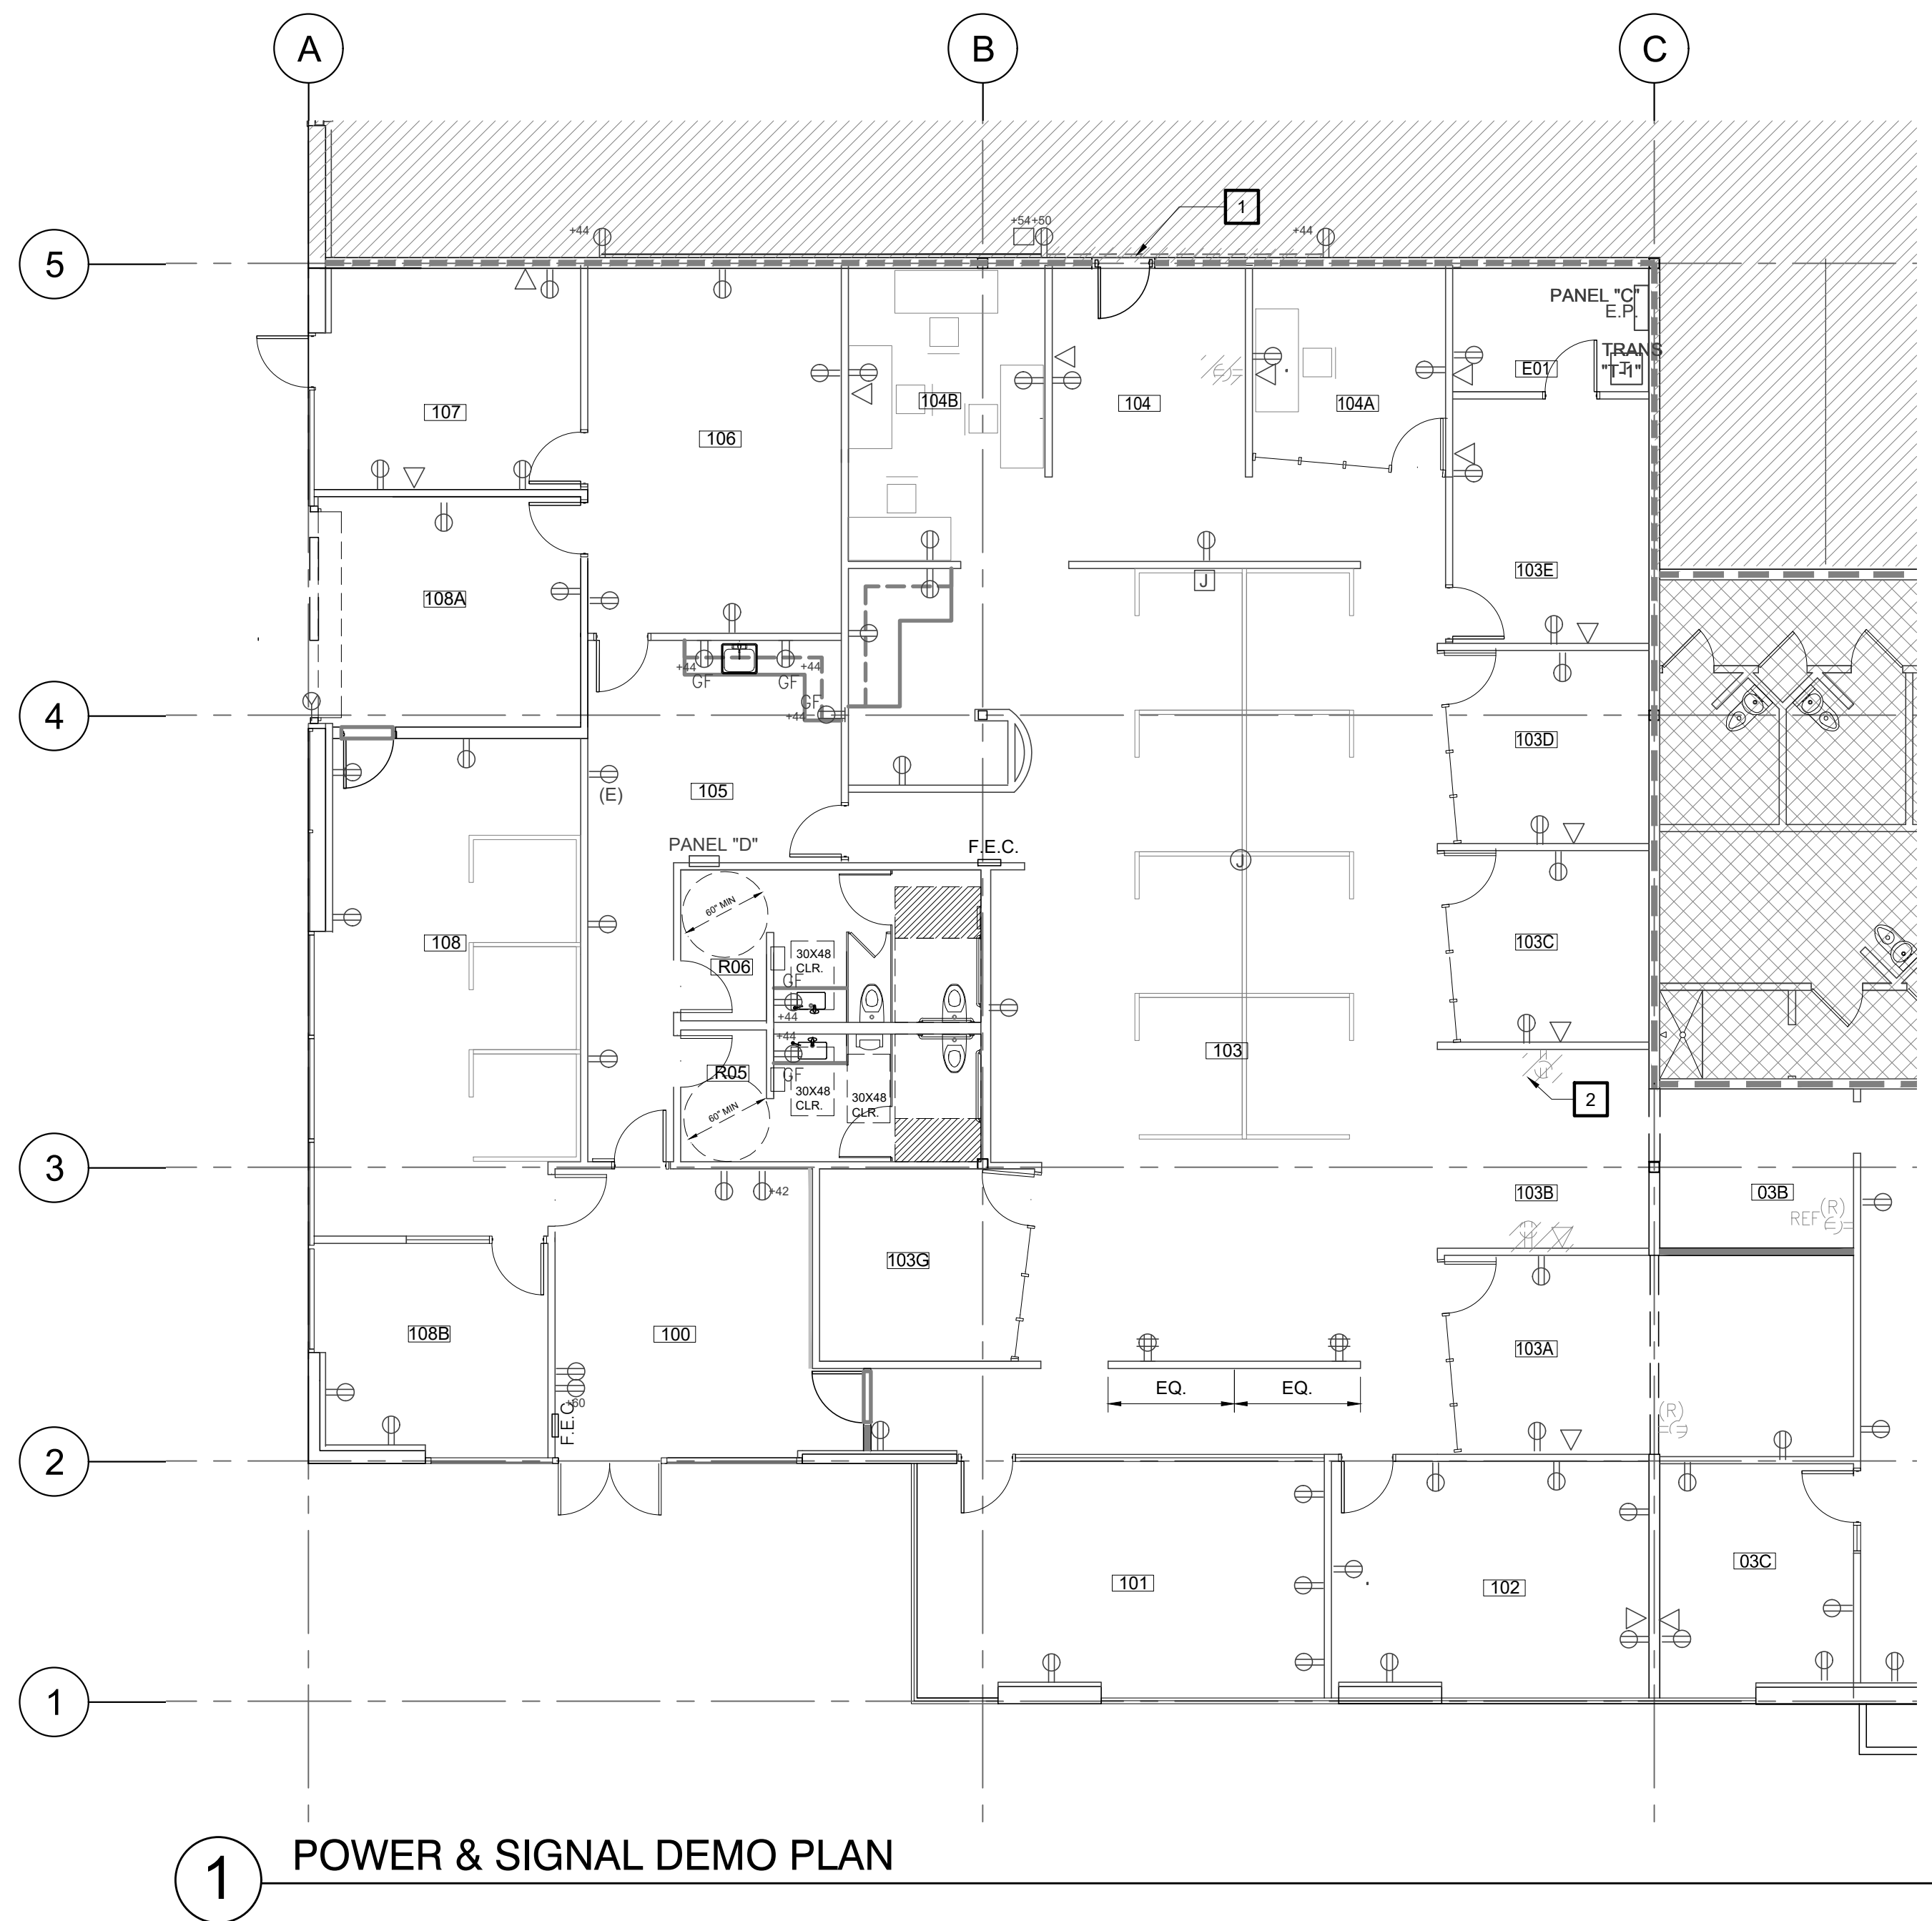 A
B
C
1
+44
+54+50
+44
5
PANEL "C"
E.P.
TRANS
"T-1"
T
E01
107
106
104B
104
104A
J
103E
108A
+44
+44
GF
GF
GF
+44
4
103D
105
(E)
PANEL "D"
F.E.C.
J
108
103C
60" MIN
R06
30X48
CLR.
GF
+44
+44
103
R05
GF
30X48
CLR.
30X48
CLR.
60" MIN
2
3
+42
103B
03B
(R)
REF
103G
108B
100
103A
EQ.
EQ.
+60
F.E.C.
(R)
2
101
102
03C
1
1
POWER & SIGNAL DEMO PLAN